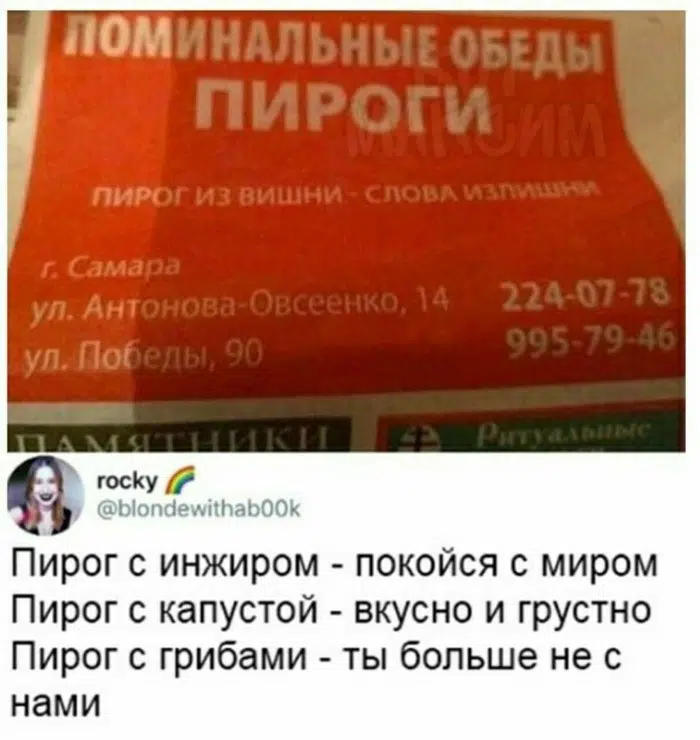 ПОМИНАЛЬНЫЕ ОБЕДЫ
ПИРОГИ
МАКСИМ
ПИРОГ ИЗ ВИШНИ - СЛОВА ИЗЛИШНИ
г. Самара
ул. Антонова-Овсеенко, 14 224-07-78
ул. Победы, 90 995-79-46
ПАМЯТНИКИ Ритуальные
rocky 🌈
@blondewithab00k
Пирог с инжиром - покойся с миром
Пирог с капустой - вкусно и грустно
Пирог с грибами - ты больше не с
нами